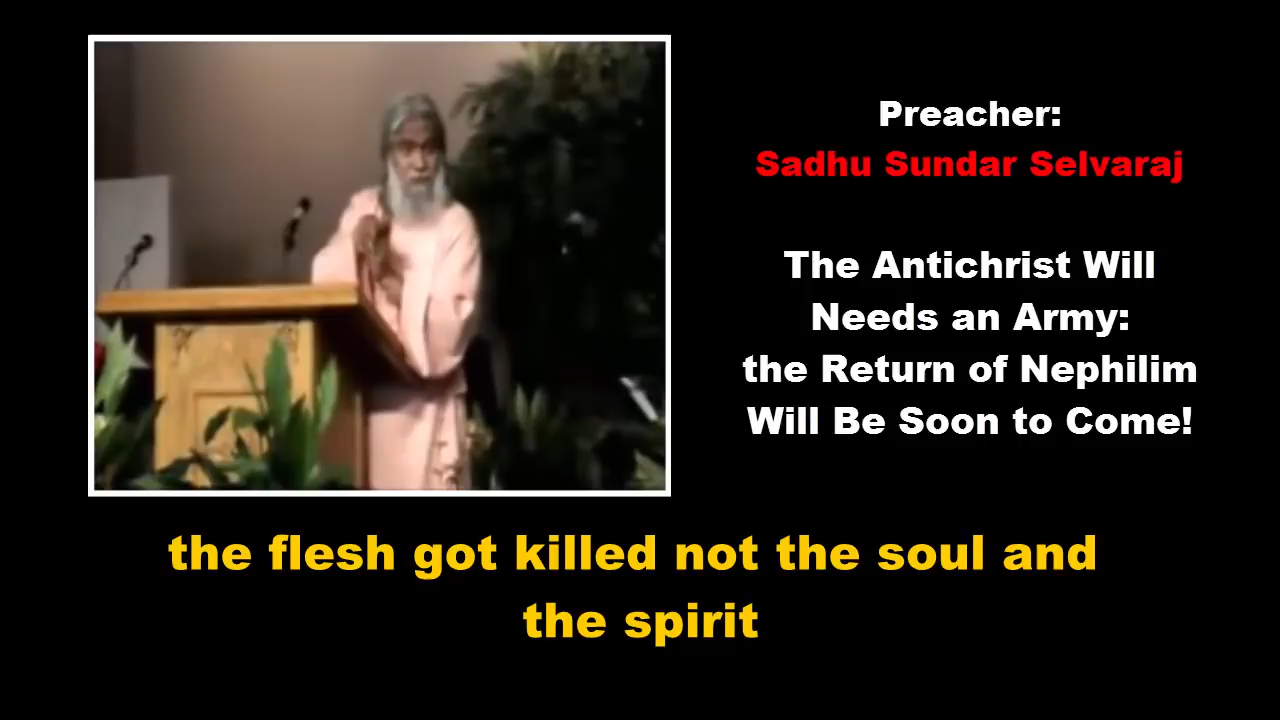 Preacher:
Sadhu Sundar Selvaraj
The Antichrist Will
Needs an Army:
the Return of Nephilim
Will Be Soon to Come!
the flesh got killed not the soul and
the spirit